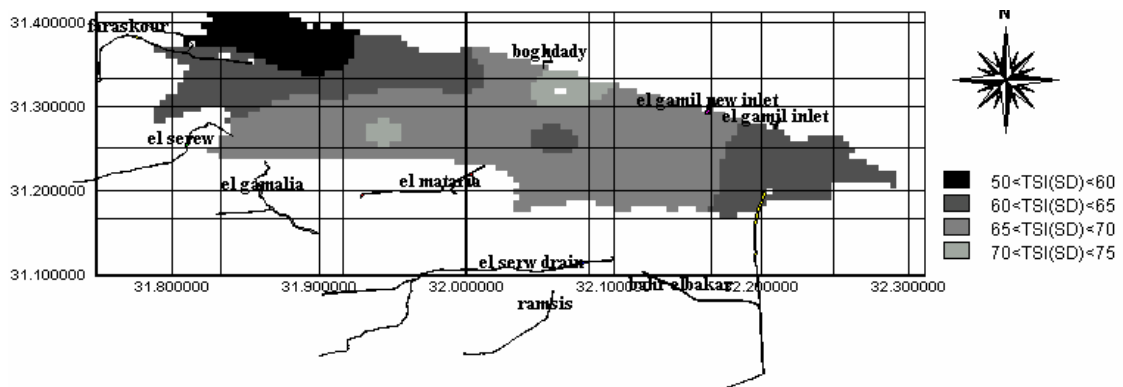 N
31.400000
faraskour
boghdady
31.300000
el gamil new inlet
el gamil inlet
el serew
31.200000
el gamalia
el mataria
50<TSI(SD)<60
60<TSI(SD)<65
65<TSI(SD)<70
70<TSI(SD)<75
31.100000
el serw drain
31.800000
31.900000
32.000000
32.100000
32.200000
32.300000
bahr elbakar
ramsis